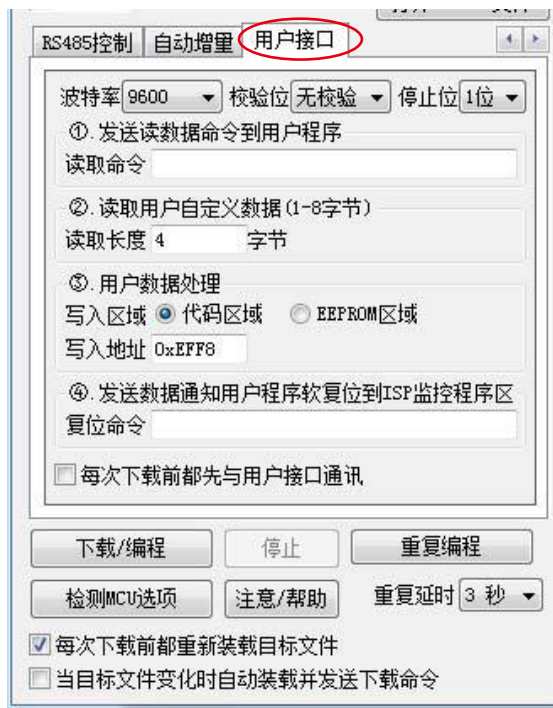 RS485控制 自动增量 用户接口
波特率 9600 校验位 无校验 停止位 1位
①.发送读数据命令到用户程序
读取命令
②.读取用户自定义数据(1-8字节)
读取长度 4 字节
③.用户数据处理
写入区域 代码区域 EEPROM区域
写入地址 0xEFF8
④.发送数据通知用户程序软复位到ISP监控程序区
复位命令
每次下载前都先与用户接口通讯
下载/编程 停止 重复编程
检测MCU选项 注意/帮助 重复延时 3 秒
每次下载前都重新装载目标文件
当目标文件变化时自动装载并发送下载命令